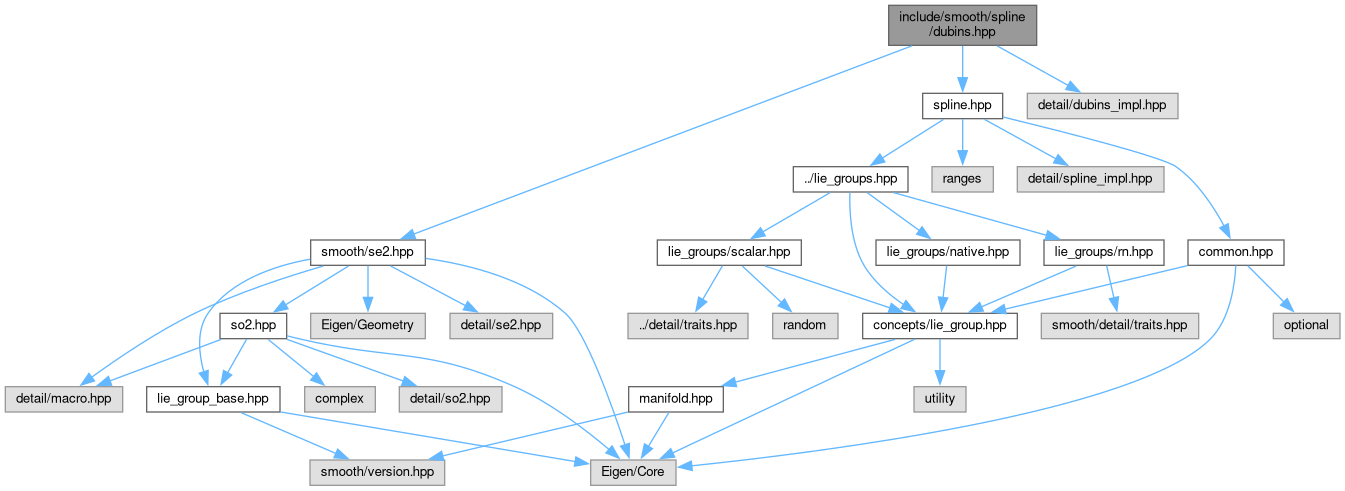 include/smooth/spline
/dubins.hpp
spline.hpp
detail/dubins_impl.hpp
../lie_groups.hpp
ranges
detail/spline_impl.hpp
smooth/se2.hpp
lie_groups/scalar.hpp
lie_groups/native.hpp
lie_groups/rn.hpp
common.hpp
so2.hpp
Eigen/Geometry
detail/se2.hpp
../detail/traits.hpp
random
concepts/lie_group.hpp
smooth/detail/traits.hpp
optional
detail/macro.hpp
lie_group_base.hpp
complex
detail/so2.hpp
manifold.hpp
utility
smooth/version.hpp
Eigen/Core